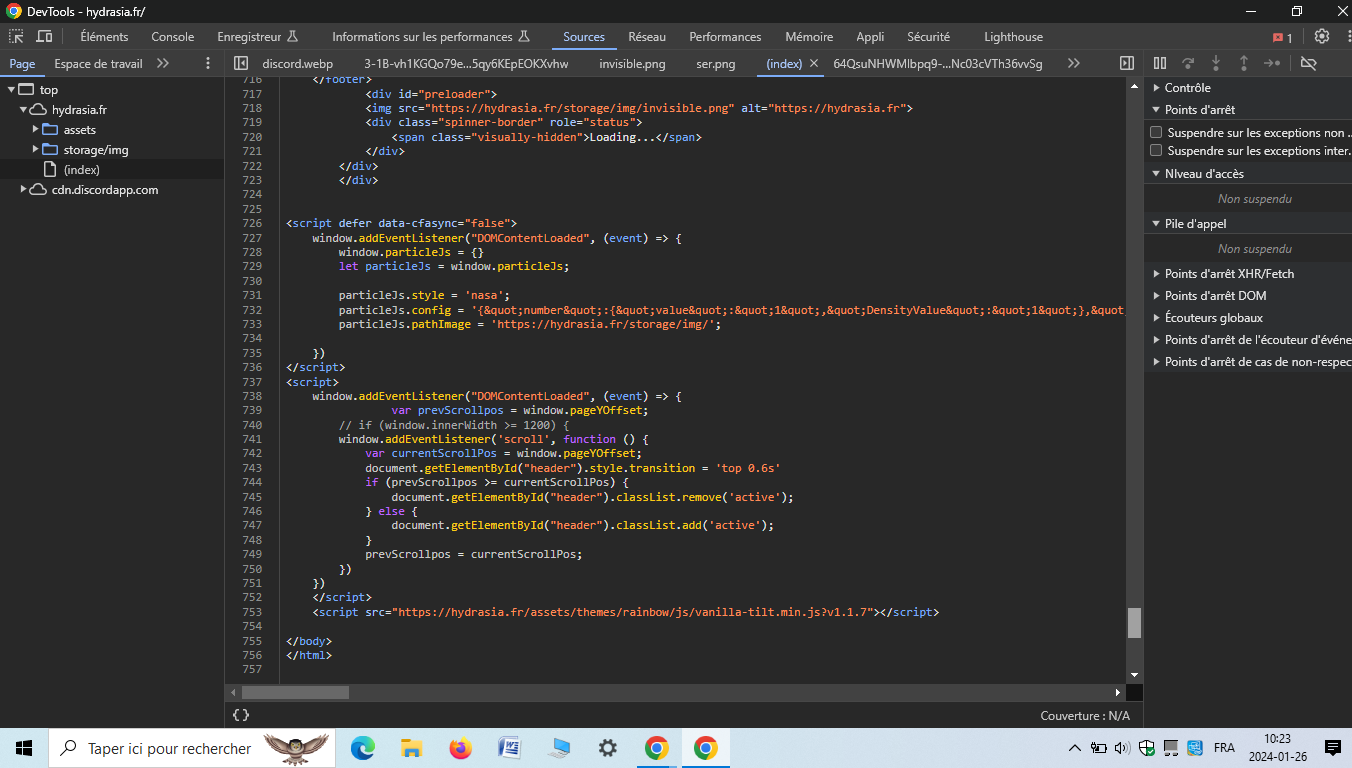 DevTools - hydrasia.fr/
Éléments Console Enregistreur Informations sur les performances Sources Réseau Performances Mémoire Appli Sécurité Lighthouse 1
Page Espace de travail discord.webp 3-1B-vh1KGQo79e...5qy6KEpEOKXvhw invisible.png ser.png (index) 64QsuNHWMlbpq9-...Nc03cVTh36vvSg
top
hydrasia.fr
assets
storage/img
(index)
cdn.discordapp.com
716 </footer>
717 <div id="preloader">
718 <img src="https://hydrasia.fr/storage/img/invisible.png" alt="https://hydrasia.fr">
719 <div class="spinner-border" role="status">
720 <span class="visually-hidden">Loading...</span>
721 </div>
722 </div>
723 </div>
724
725
726 <script defer data-cfasync="false">
727 window.addEventListener("DOMContentLoaded", (event) => {
728 window.particleJs = {}
729 let particleJs = window.particleJs;
730
731 particleJs.style = 'nasa';
732 particleJs.config = '{&quot;number&quot;:{&quot;value&quot;:&quot;1&quot;,&quot;DensityValue&quot;:&quot;1&quot;},&quot
733 particleJs.pathImage = 'https://hydrasia.fr/storage/img/';
734
735 })
736 </script>
737 <script>
738 window.addEventListener("DOMContentLoaded", (event) => {
739 var prevScrollpos = window.pageYOffset;
740 // if (window.innerWidth >= 1200) {
741 window.addEventListener('scroll', function () {
742 var currentScrollPos = window.pageYOffset;
743 document.getElementById("header").style.transition = 'top 0.6s'
744 if (prevScrollpos >= currentScrollPos) {
745 document.getElementById("header").classList.remove('active');
746 } else {
747 document.getElementById("header").classList.add('active');
748 }
749 prevScrollpos = currentScrollPos;
750 })
751 })
752 </script>
753 <script src="https://hydrasia.fr/assets/themes/rainbow/js/vanilla-tilt.min.js?v1.1.7"></script>
754
755 </body>
756 </html>
757
{}
Couverture : N/A
Contrôle
Points d'arrêt
Suspendre sur les exceptions non ...
Suspendre sur les exceptions inter...
NIveau d'accès
Non suspendu
Pile d'appel
Non suspendu
Points d'arrêt XHR/Fetch
Points d'arrêt DOM
Écouteurs globaux
Points d'arrêt de l'écouteur d'événe
Points d'arrêt de cas de non-respec
Taper ici pour rechercher
FRA
10:23
2024-01-26